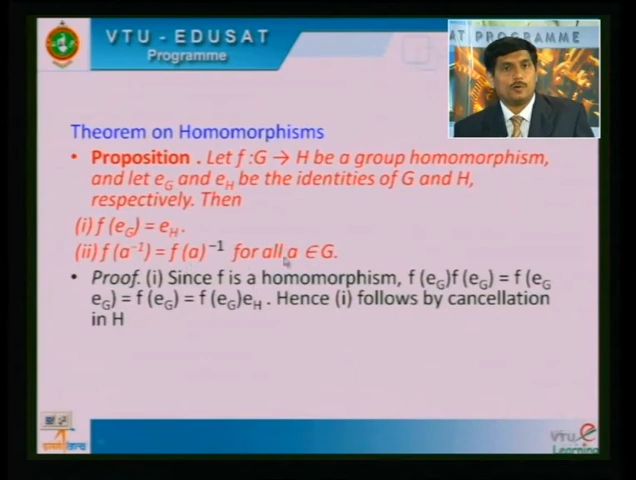 VTU - EDUSAT
Programme
AT PROGRAMME
Theorem on Homomorphisms
• Proposition . Let f :G → H be a group homomorphism,
and let eG and eH be the identities of G and H,
respectively. Then
(i) f (eG) = eH.
(ii) f (a⁻¹) = f (a) ⁻¹ for all a ∈ G.
• Proof. (i) Since f is a homomorphism, f (eG)f (eG) = f (eG
eG) = f (eG) = f (eG)eH . Hence (i) follows by cancellation
in H
VTU
Learning